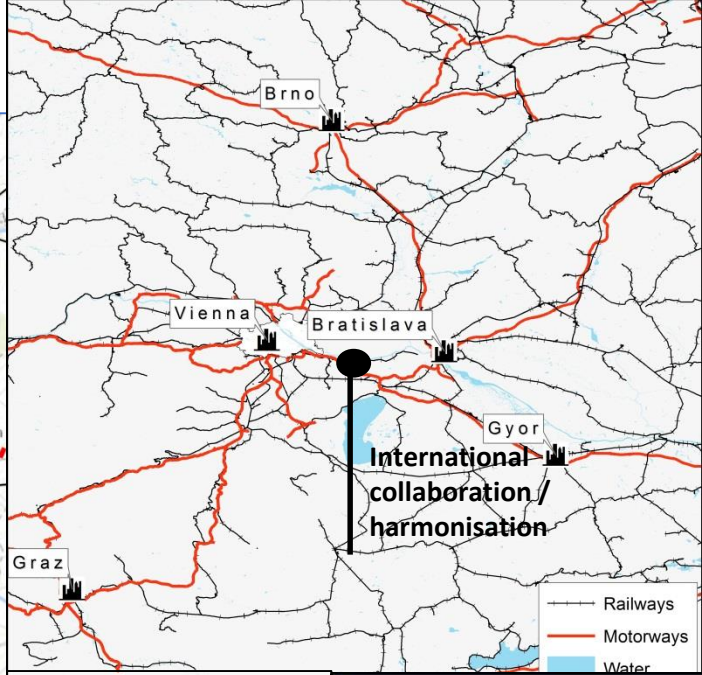 Brno
Vienna
Bratislava
Gyor
International
collaboration /
harmonisation
Graz
Railways
Motorways
Water